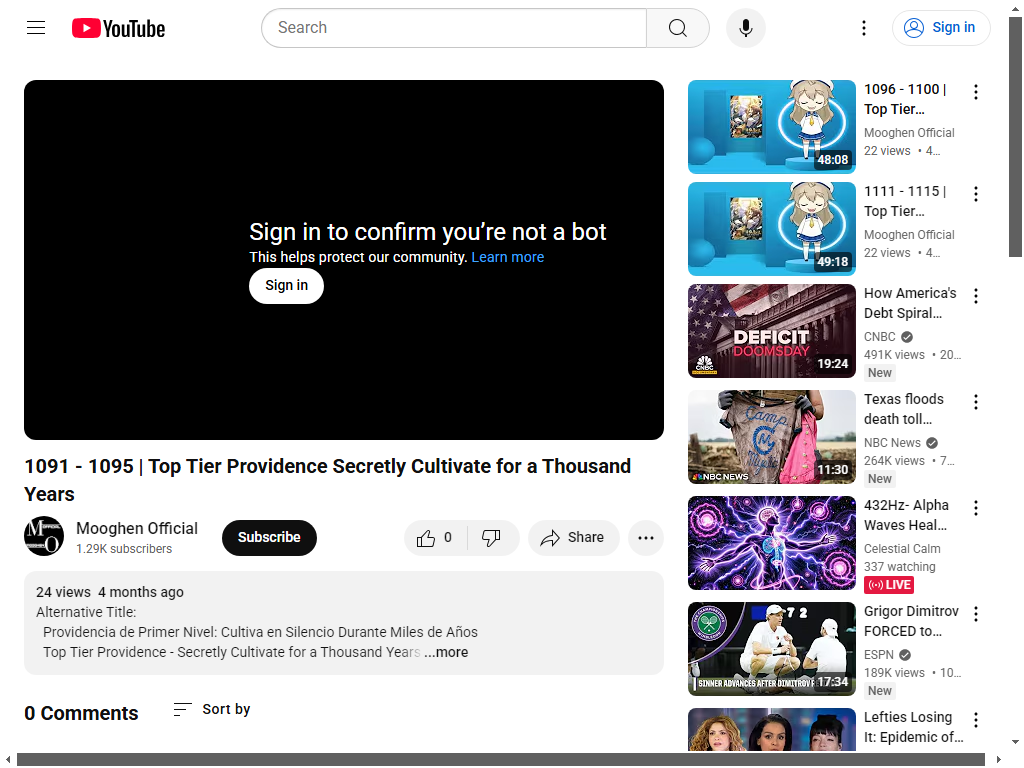 YouTube
Search
Sign in
Sign in to confirm you’re not a bot
This helps protect our community. Learn more
Sign in
1091 - 1095 | Top Tier Providence Secretly Cultivate for a Thousand
Years
Mooghen Official
1.29K subscribers
Subscribe
0
Share
24 views 4 months ago
Alternative Title:
Providencia de Primer Nivel: Cultiva en Silencio Durante Miles de Años
Top Tier Providence - Secretly Cultivate for a Thousand Years ...more
0 Comments
Sort by
48:08
1096 - 1100 |
Top Tier…
Mooghen Official
22 views • 4…
49:18
1111 - 1115 |
Top Tier…
Mooghen Official
22 views • 4…
DEFICIT
DOOMSDAY
CNBC
19:24
How America's
Debt Spiral…
CNBC
491K views • 20…
New
Camp
NBC NEWS
11:30
Texas floods
death toll…
NBC News
264K views • 7…
New
432Hz- Alpha
Waves Heal…
Celestial Calm
337 watching
LIVE
7 2
SINNER ADVANCES AFTER DIMITROV
17:34
Grigor Dimitrov
FORCED to…
ESPN
189K views • 10…
New
Lefties Losing
It: Epidemic of…